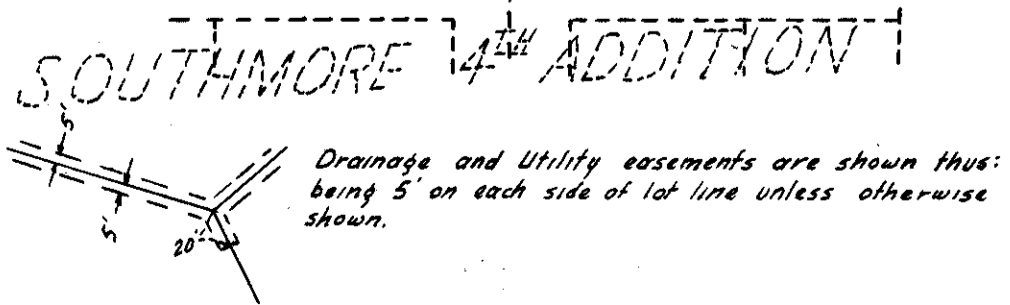 SOUTHMORE 4TH ADDITION
5'
Drainage and Utility easements are shown thus:
being 5' on each side of lot line unless otherwise
shown.
5'
20'